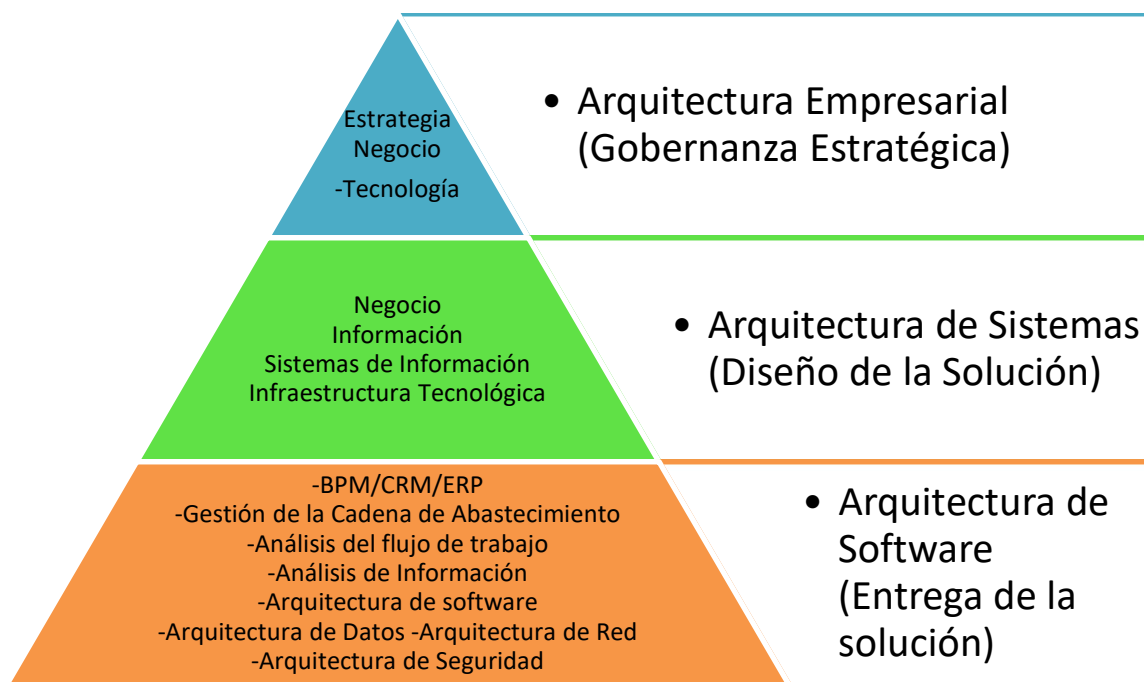 Estrategia
Negocio
-Tecnología
• Arquitectura Empresarial
(Gobernanza Estratégica)
Negocio
Información
Sistemas de Información
Infraestructura Tecnológica
• Arquitectura de Sistemas
(Diseño de la Solución)
-BPM/CRM/ERP
-Gestión de la Cadena de Abastecimiento
-Análisis del flujo de trabajo
-Análisis de Información
-Arquitectura de software
-Arquitectura de Datos -Arquitectura de Red
-Arquitectura de Seguridad
• Arquitectura de
Software
(Entrega de la
solución)